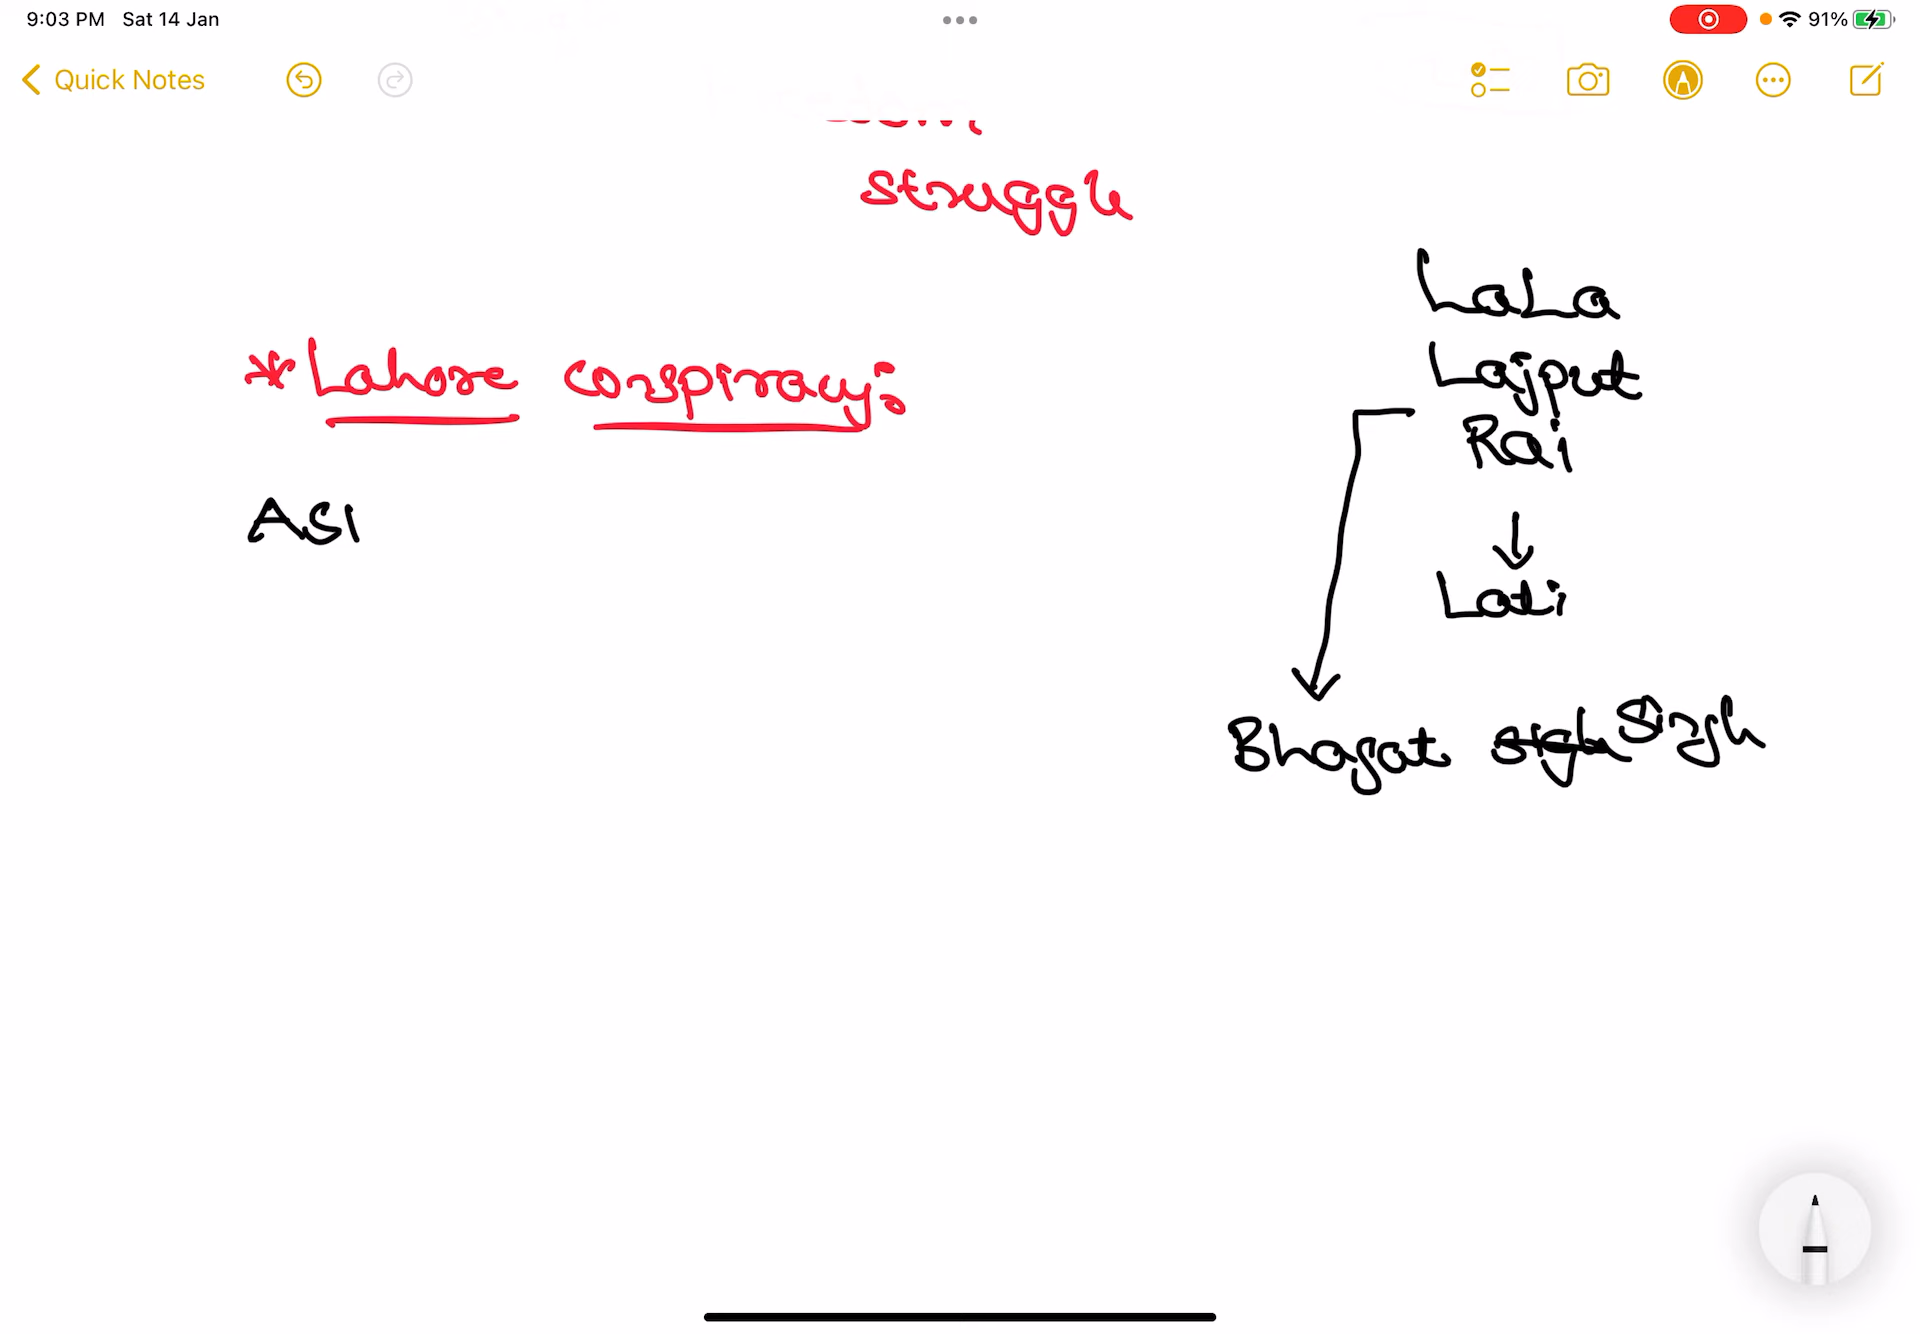 9:03 PM Sat 14 Jan
91%
Quick Notes
struggle
*Lahore conspiracy:
ASI
LaLa
Lajput
Rai
Lati
Bhagat sigh Singh